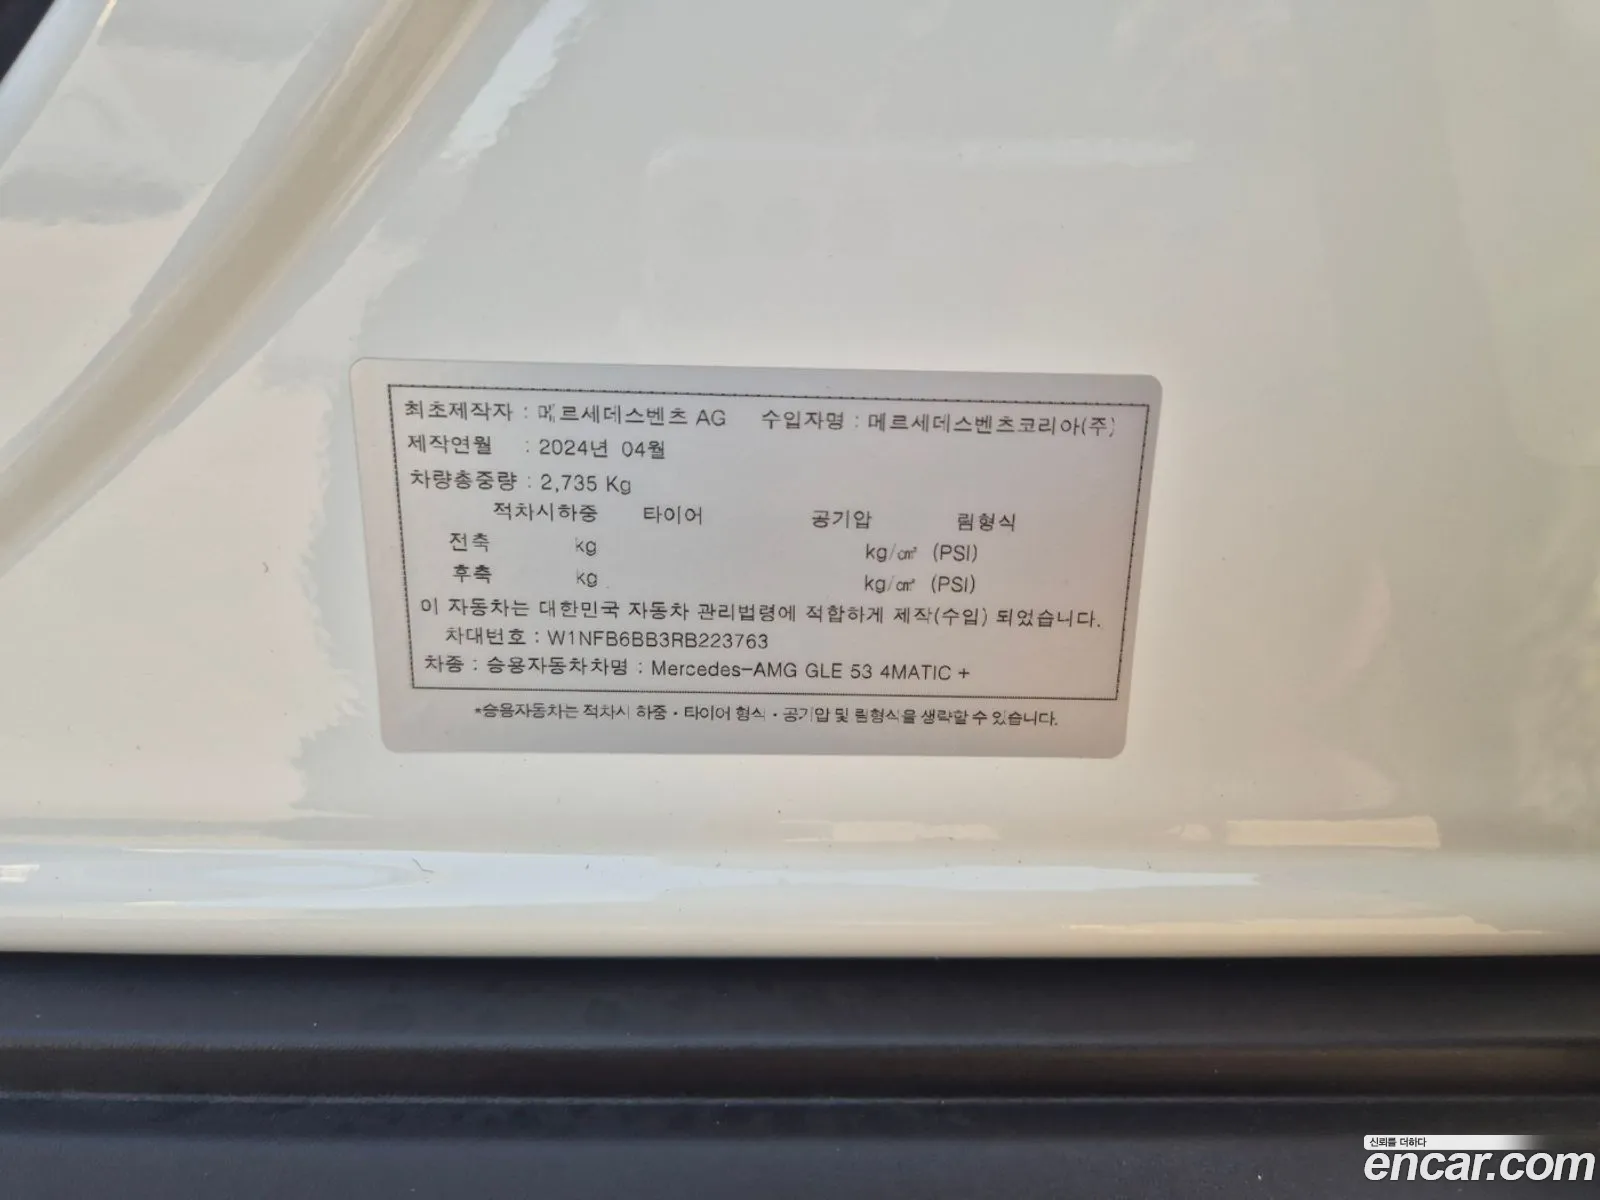 최초제작자 : 메르세데스벤츠 AG 수입자명 : 메르세데스벤츠코리아(주)
제작연월 : 2024년 04월
차량총중량 : 2,735 Kg
적차시하중 타이어 공기압 림형식
전축 kg kg/㎠ (PSI)
후축 kg kg/㎠ (PSI)
이 자동차는 대한민국 자동차 관리법령에 적합하게 제작(수입) 되었습니다.
차대번호 : W1NFB6BB3RB223763
차종 : 승용자동차차명 : Mercedes-AMG GLE 53 4MATIC +
*승용자동차는 적차시 하중·타이어 형식·공기압 및 림형식을 생략할 수 있습니다.
신뢰를 더하다
encar.com